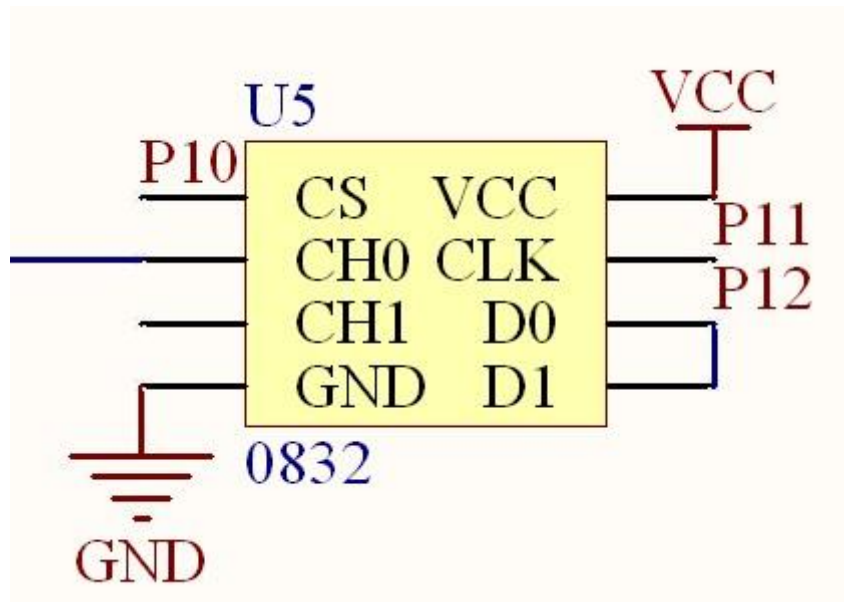 U5
VCC
P10
CS VCC
P11
CH0 CLK
P12
CH1 D0
GND D1
0832
GND